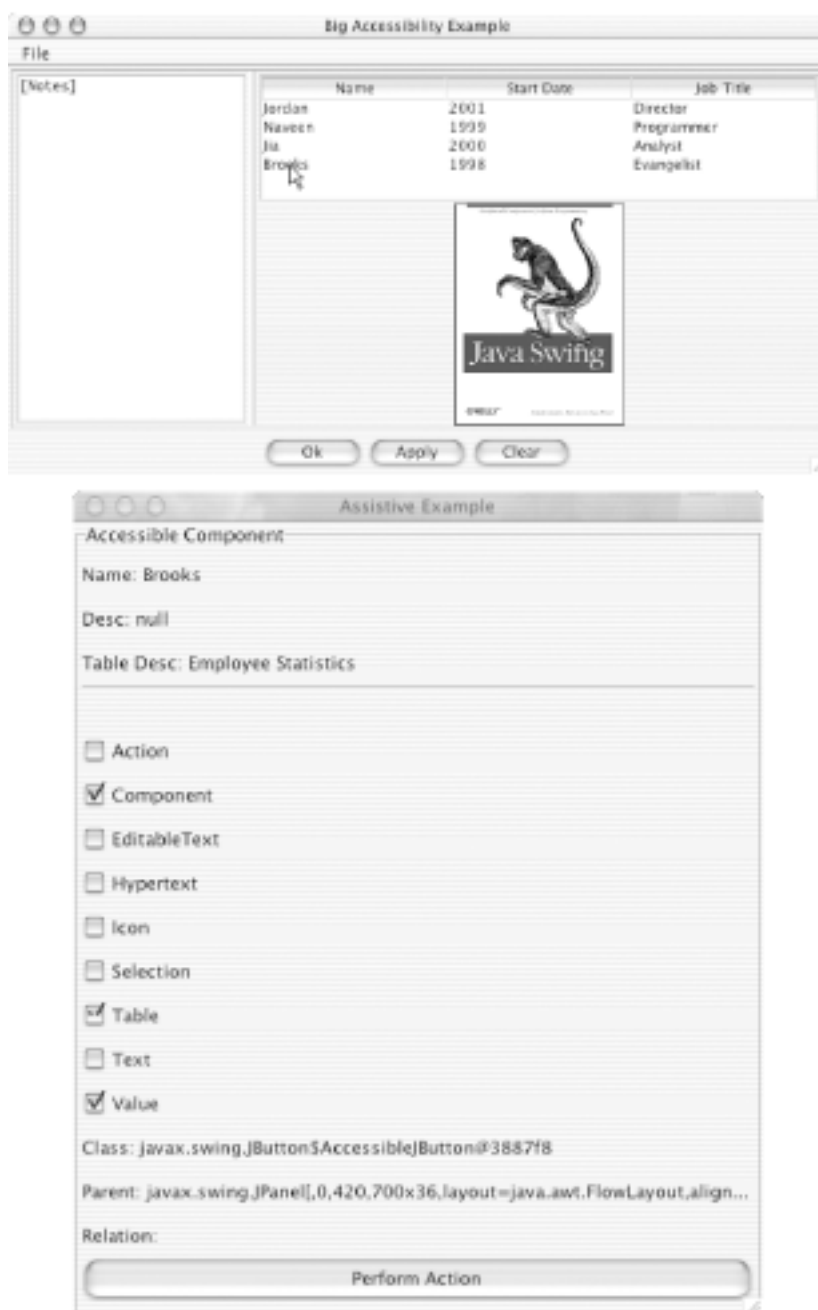 Big Accessibility Example
File
[Notes]
Name Start Date Job Title
Jordan 2001 Director
Naveen 1999 Programmer
Jia 2000 Analyst
Brooks 1998 Evangelist
Java Swing
O'REILLY
Ok Apply Clear
Assistive Example
Accessible Component
Name: Brooks
Desc: null
Table Desc: Employee Statistics
Action
Component
EditableText
Hypertext
Icon
Selection
Table
Text
Value
Class: javax.swing.JButton$AccessibleJButton@3887f8
Parent: javax.swing.JPanel[,0,420,700x36,layout=java.awt.FlowLayout,align...
Relation:
Perform Action